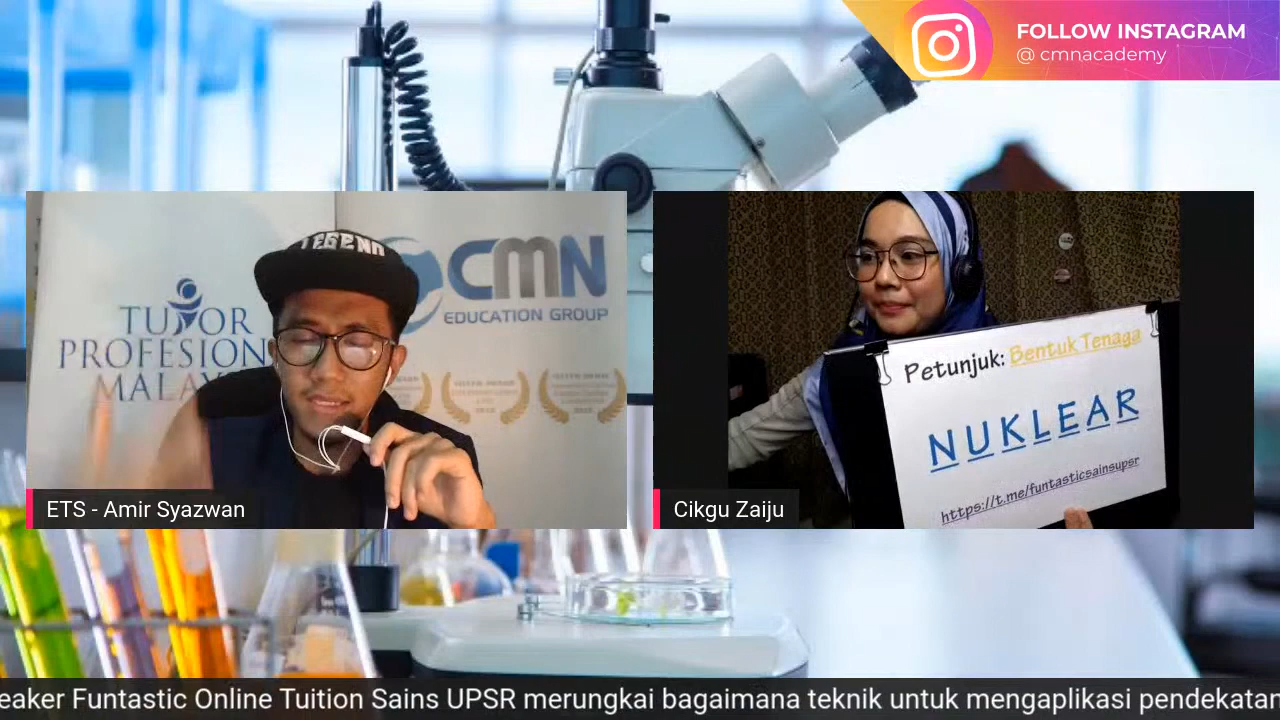 FOLLOW INSTAGRAM
@ cmnacademy
LEGEND
TUTOR
PROFESION
MALAY
CMN
EDUCATION GROUP
ETS - Amir Syazwan
Petunjuk: Bentuk Tenaga
NUKLEAR
https://t.me/funtasticsainsupsr
Cikgu Zaiju
eaker Funtastic Online Tuition Sains UPSR merungkai bagaimana teknik untuk mengaplikasi pendekatan